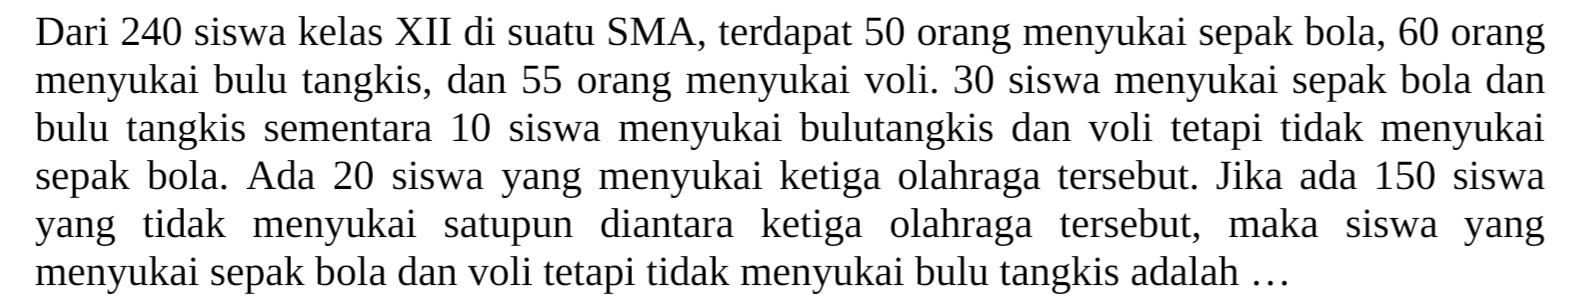 Dari 240 siswa kelas XII di suatu SMA, terdapat 50 orang menyukai sepak bola, 60 orang
menyukai bulu tangkis, dan 55 orang menyukai voli. 30 siswa menyukai sepak bola dan
bulu tangkis sementara 10 siswa menyukai bulutangkis dan voli tetapi tidak menyukai
sepak bola. Ada 20 siswa yang menyukai ketiga olahraga tersebut. Jika ada 150 siswa
yang tidak menyukai satupun diantara ketiga olahraga tersebut, maka siswa yang
menyukai sepak bola dan voli tetapi tidak menyukai bulu tangkis adalah …